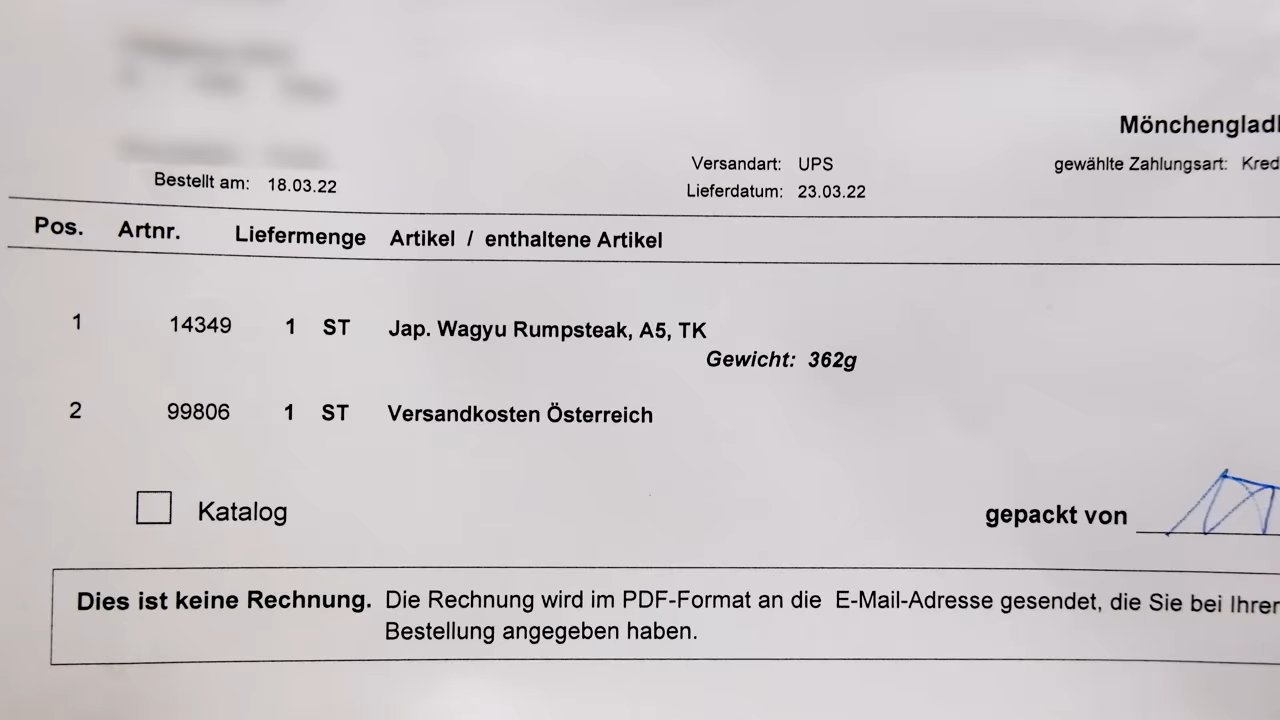 Mönchengladl
Versandart: UPS gewählte Zahlungsart: Kred
Bestellt am: 18.03.22 Lieferdatum: 23.03.22
Pos. Artnr. Liefermenge Artikel / enthaltene Artikel
1 14349 1 ST Jap. Wagyu Rumpsteak, A5, TK
Gewicht: 362g
2 99806 1 ST Versandkosten Österreich
Katalog
gepackt von
Dies ist keine Rechnung. Die Rechnung wird im PDF-Format an die E-Mail-Adresse gesendet, die Sie bei Ihrer
Bestellung angegeben haben.